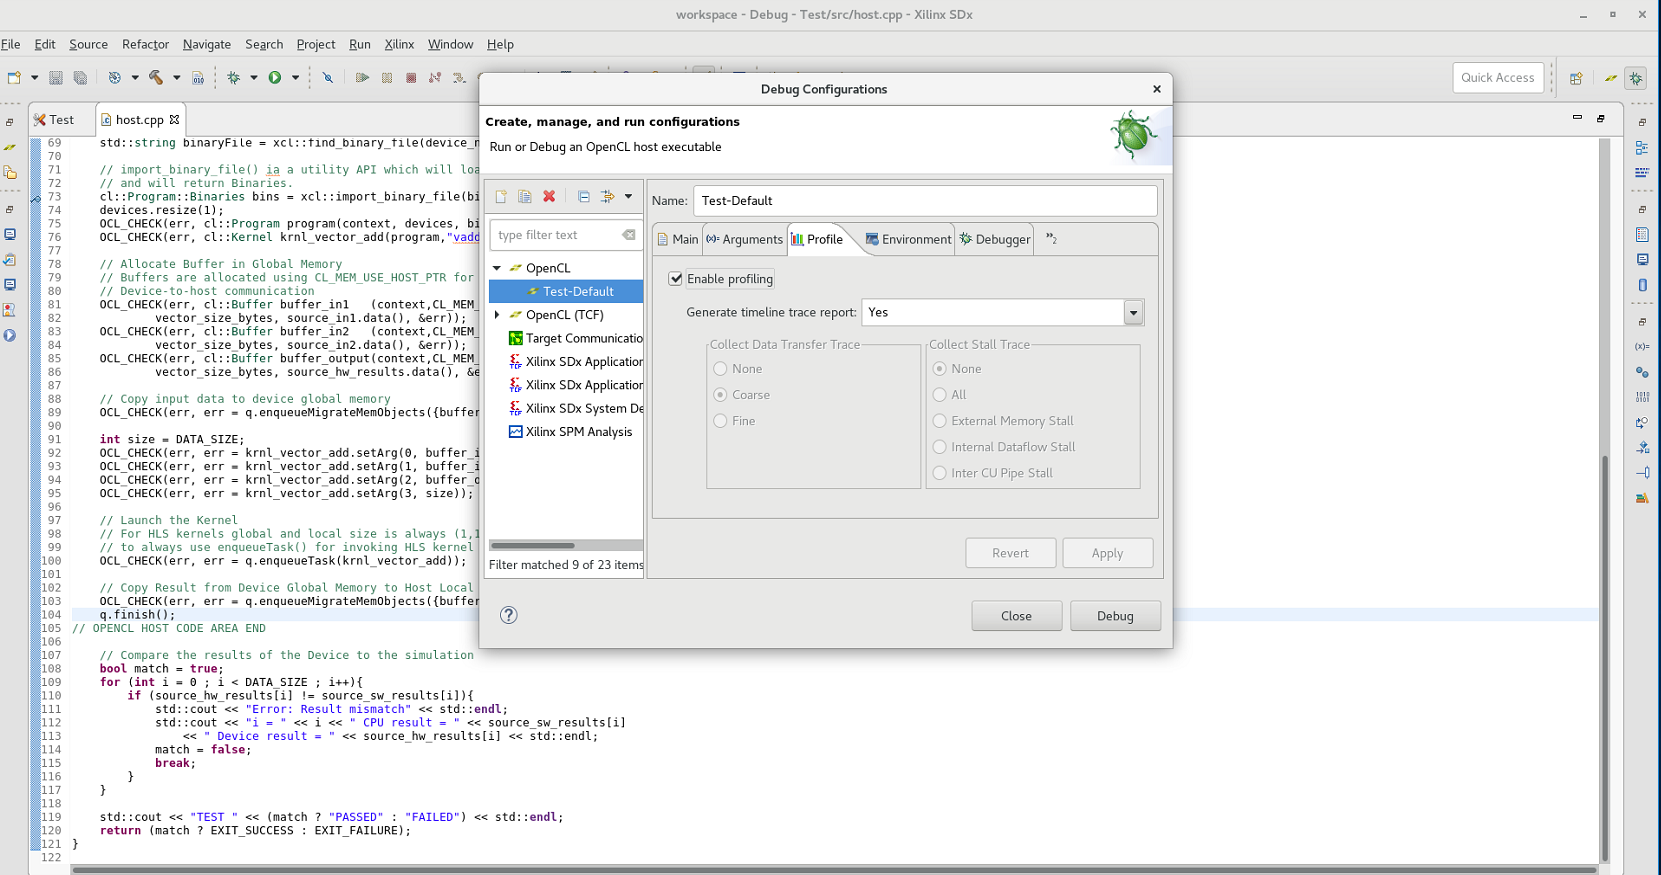 workspace - Debug - Test/src/host.cpp - Xilinx SDx
File Edit Source Refactor Navigate Search Project Run Xilinx Window Help
Quick Access
Test
host.cpp
69 std::string binaryFile = xcl::find_binary_file(device_n
70
71 // import_binary_file() ia a utility API which will loa
72 // and will return Binaries.
73 cl::Program::Binaries bins = xcl::import_binary_file(bi
74 devices.resize(1);
75 OCL_CHECK(err, cl::Program program(context, devices, bi
76 OCL_CHECK(err, cl::Kernel krnl_vector_add(program,"vadd
77
78 // Allocate Buffer in Global Memory
79 // Buffers are allocated using CL_MEM_USE_HOST_PTR for
80 // Device-to-host communication
81 OCL_CHECK(err, cl::Buffer buffer_in1 (context,CL_MEM_
82 vector_size_bytes, source_in1.data(), &err));
83 OCL_CHECK(err, cl::Buffer buffer_in2 (context,CL_MEM_
84 vector_size_bytes, source_in2.data(), &err));
85 OCL_CHECK(err, cl::Buffer buffer_output(context,CL_MEM_
86 vector_size_bytes, source_hw_results.data(), &e
87
88 // Copy input data to device global memory
89 OCL_CHECK(err, err = q.enqueueMigrateMemObjects({buffer
90
91 int size = DATA_SIZE;
92 OCL_CHECK(err, err = krnl_vector_add.setArg(0, buffer_i
93 OCL_CHECK(err, err = krnl_vector_add.setArg(1, buffer_i
94 OCL_CHECK(err, err = krnl_vector_add.setArg(2, buffer_o
95 OCL_CHECK(err, err = krnl_vector_add.setArg(3, size));
96
97 // Launch the Kernel
98 // For HLS kernels global and local size is always (1,1
99 // to always use enqueueTask() for invoking HLS kernel
100 OCL_CHECK(err, err = q.enqueueTask(krnl_vector_add));
101
102 // Copy Result from Device Global Memory to Host Local
103 OCL_CHECK(err, err = q.enqueueMigrateMemObjects({buffer
104 q.finish();
105 // OPENCL HOST CODE AREA END
106
107 // Compare the results of the Device to the simulation
108 bool match = true;
109 for (int i = 0 ; i < DATA_SIZE ; i++){
110 if (source_hw_results[i] != source_sw_results[i]){
111 std::cout << "Error: Result mismatch" << std::endl;
112 std::cout << "i = " << i << " CPU result = " << source_sw_results[i]
113 << " Device result = " << source_hw_results[i] << std::endl;
114 match = false;
115 break;
116 }
117 }
118
119 std::cout << "TEST " << (match ? "PASSED" : "FAILED") << std::endl;
120 return (match ? EXIT_SUCCESS : EXIT_FAILURE);
121 }
122
Debug Configurations
Create, manage, and run configurations
Run or Debug an OpenCL host executable
type filter text
OpenCL
Test-Default
OpenCL (TCF)
Target Communicatio
Xilinx SDx Application
Xilinx SDx Application
Xilinx SDx System De
Xilinx SPM Analysis
Filter matched 9 of 23 items
Name: Test-Default
Main (x)= Arguments Profile Environment Debugger »2
Enable profiling
Generate timeline trace report: Yes
Collect Data Transfer Trace
None
Coarse
Fine
Collect Stall Trace
None
All
External Memory Stall
Internal Dataflow Stall
Inter CU Pipe Stall
Revert Apply
Close Debug